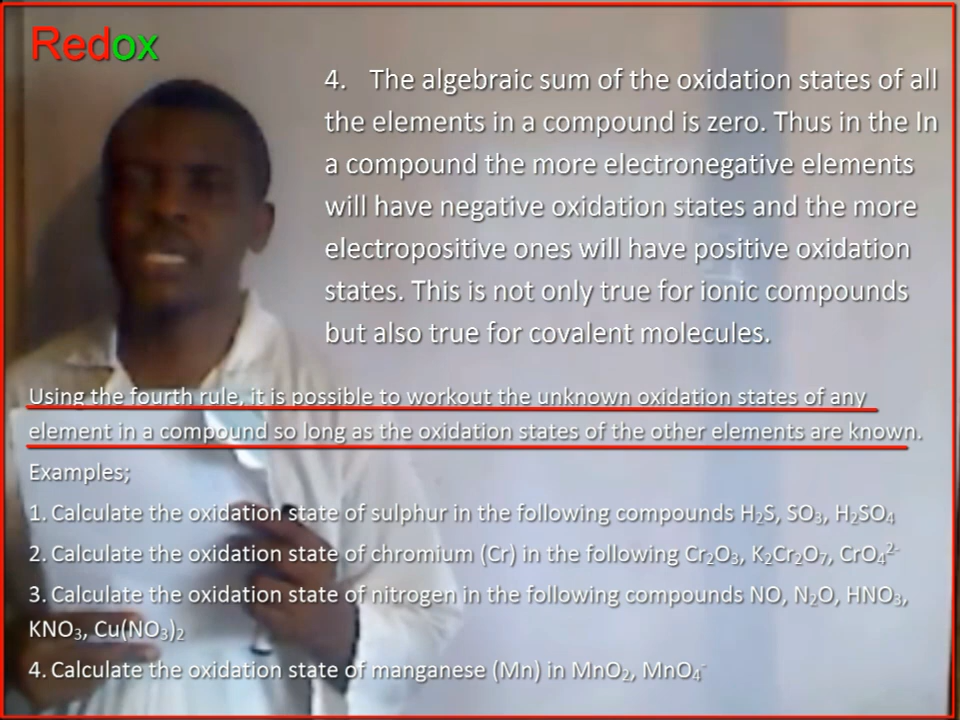 Redox
4. The algebraic sum of the oxidation states of all
the elements in a compound is zero. Thus in the In
a compound the more electronegative elements
will have negative oxidation states and the more
electropositive ones will have positive oxidation
states. This is not only true for ionic compounds
but also true for covalent molecules.
Using the fourth rule, it is possible to workout the unknown oxidation states of any
element in a compound so long as the oxidation states of the other elements are known.
Examples;
1. Calculate the oxidation state of sulphur in the following compounds H₂S, SO₃, H₂SO₄
2. Calculate the oxidation state of chromium (Cr) in the following Cr₂O₃, K₂Cr₂O₇, CrO₄²⁻
3. Calculate the oxidation state of nitrogen in the following compounds NO, N₂O, HNO₃,
KNO₃, Cu(NO₃)₂
4. Calculate the oxidation state of manganese (Mn) in MnO₂, MnO₄⁻